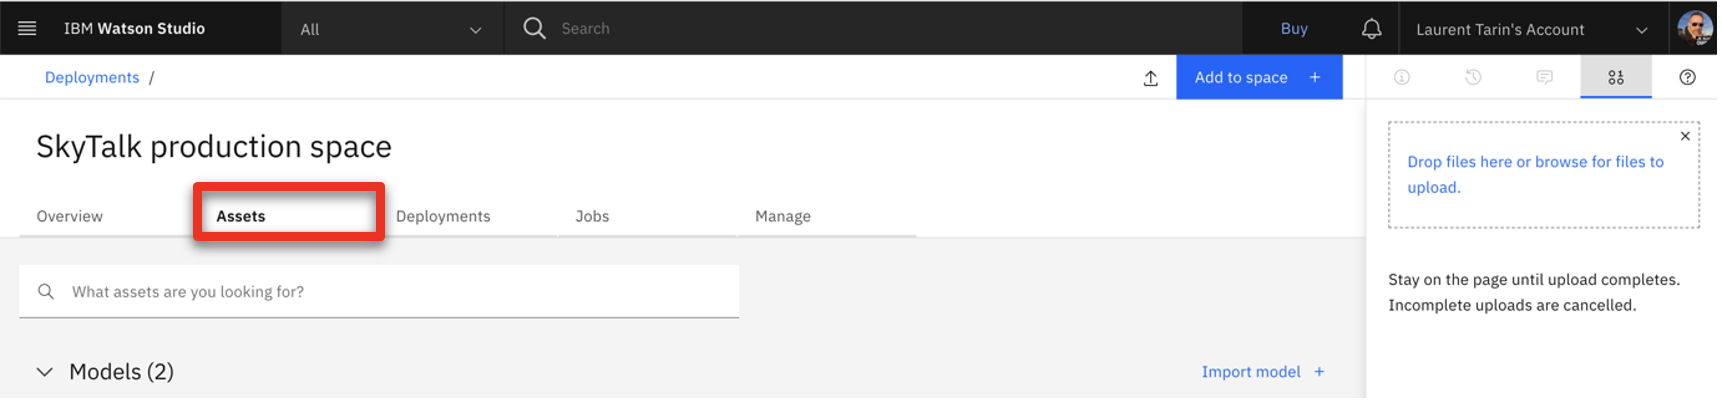 IBM Watson Studio
All
Search
Buy
Laurent Tarin's Account
Deployments /
Add to space +
SkyTalk production space
Overview
Assets
Deployments
Jobs
Manage
What assets are you looking for?
Models (2)
Import model +
Drop files here or browse for files to
upload.
Stay on the page until upload completes.
Incomplete uploads are cancelled.